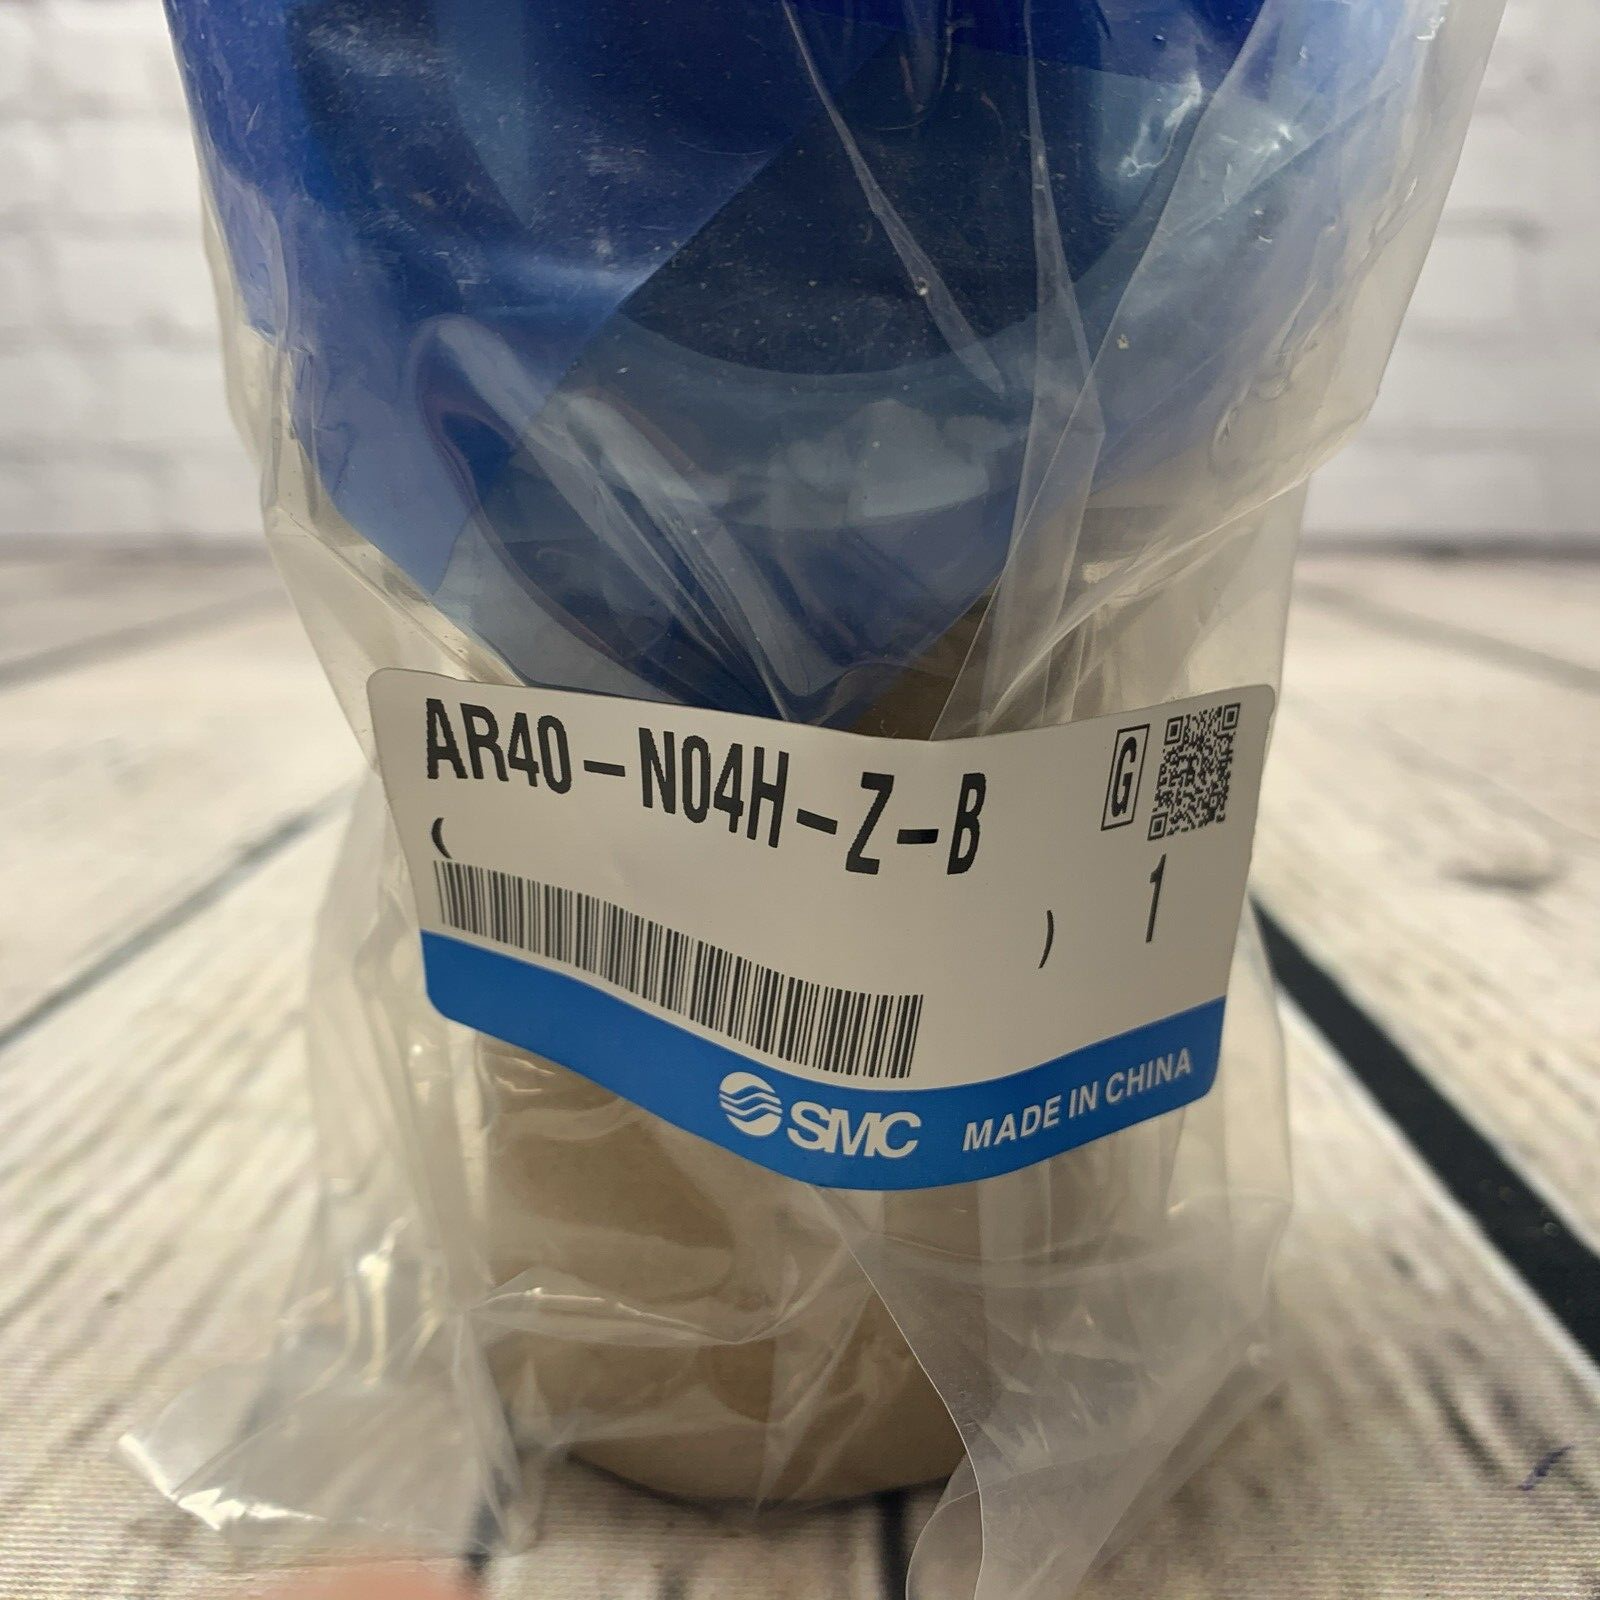 AR40-N04H-Z-B
G
( )
1
SMC MADE IN CHINA